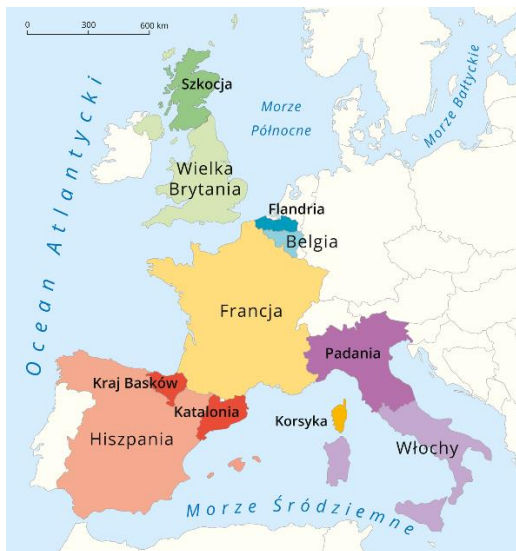 0 300 600 km
Szkocja
Ocean Atlantycki
Morze
Północne
Morze Bałtyckie
Wielka
Brytania
Flandria
Belgia
Francja
Padania
Kraj Basków
Katalonia
Korsyka
Hiszpania
Włochy
Morze Śródziemne